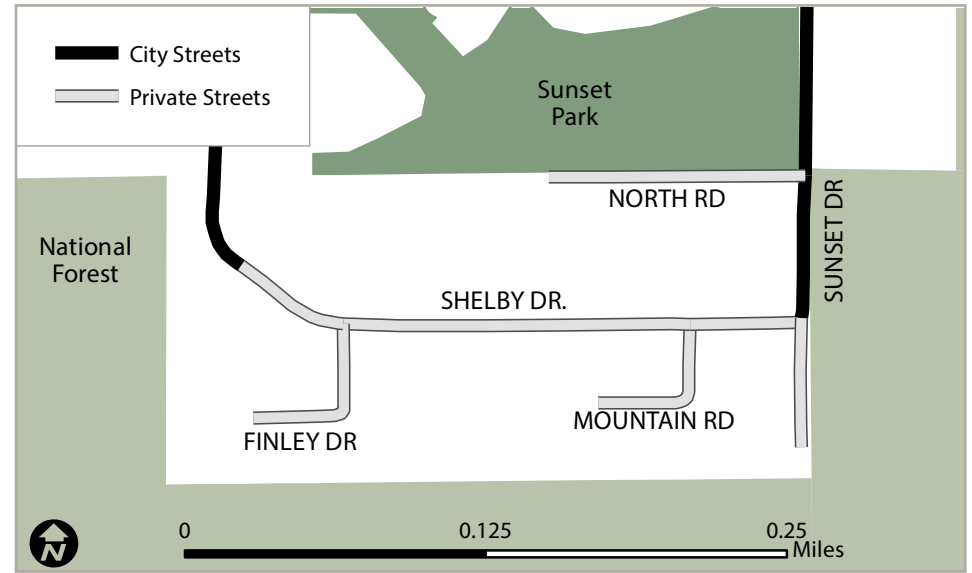 City Streets
Private Streets
Sunset
Park
NORTH RD
SUNSET DR
National
Forest
SHELBY DR.
MOUNTAIN RD
FINLEY DR
0
0.125
0.25
Miles
N